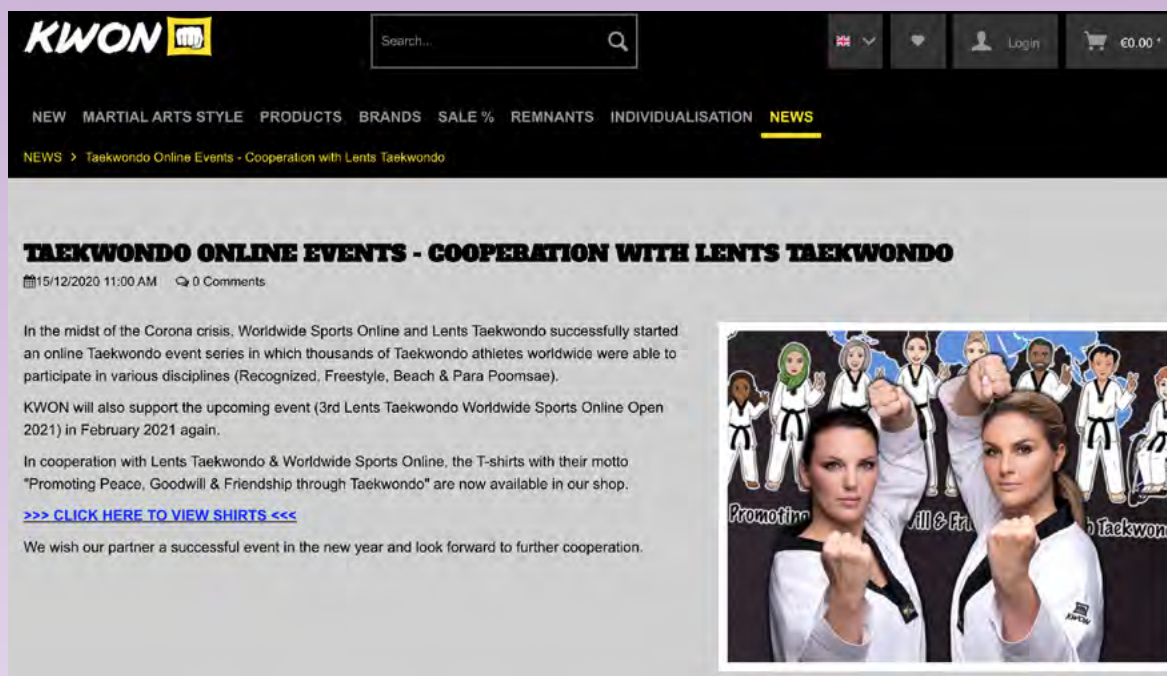 KWON
Search...
Login
€0.00 *
NEW MARTIAL ARTS STYLE PRODUCTS BRANDS SALE % REMNANTS INDIVIDUALISATION NEWS
NEWS > Taekwondo Online Events - Cooperation with Lents Taekwondo
TAEKWONDO ONLINE EVENTS - COOPERATION WITH LENTS TAEKWONDO
15/12/2020 11:00 AM 0 Comments
In the midst of the Corona crisis, Worldwide Sports Online and Lents Taekwondo successfully started
an online Taekwondo event series in which thousands of Taekwondo athletes worldwide were able to
participate in various disciplines (Recognized, Freestyle, Beach & Para Poomsae).
KWON will also support the upcoming event (3rd Lents Taekwondo Worldwide Sports Online Open
2021) in February 2021 again.
In cooperation with Lents Taekwondo & Worldwide Sports Online, the T-shirts with their motto
"Promoting Peace, Goodwill & Friendship through Taekwondo" are now available in our shop.
>>> CLICK HERE TO VIEW SHIRTS <<<
We wish our partner a successful event in the new year and look forward to further cooperation.
Promoting
KWON